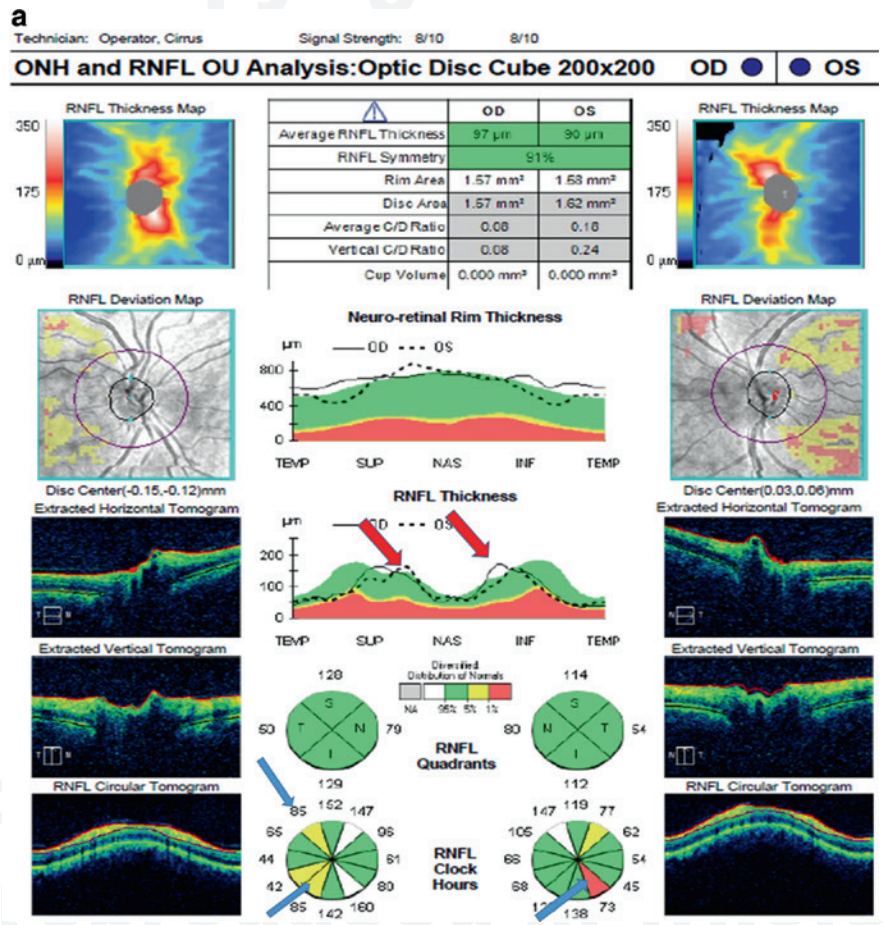 a
Technician: Operator, Cirrus Signal Strength: 8/10 8/10
ONH and RNFL OU Analysis:Optic Disc Cube 200x200 OD OS
RNFL Thickness Map
350
175
0 µm
OD OS
Average RNFL Thickness 97 µm 90 µm
RNFL Symmetry 91%
Rim Area 1.57 mm² 1.58 mm²
Disc Area 1.57 mm² 1.62 mm²
Average C/D Ratio 0.08 0.18
Vertical C/D Ratio 0.08 0.24
Cup Volume 0.000 mm³ 0.000 mm³
RNFL Thickness Map
350
175
0 µm
RNFL Deviation Map
Disc Center(-0.15,-0.12)mm
Neuro-retinal Rim Thickness
µm OD OS
800
400
0
TEMP SUP NAS INF TEMP
RNFL Deviation Map
Disc Center(0.03,0.06)mm
Extracted Horizontal Tomogram
T N
RNFL Thickness
µm OD OS
200
100
0
TEMP SUP NAS INF TEMP
Extracted Horizontal Tomogram
N T
Extracted Vertical Tomogram
T N
Diversified
Distribution of Normals
NA 95% 5% 1%
128
S
50 T N 79
I
129
RNFL
Quadrants
114
S
80 N T 54
I
112
Extracted Vertical Tomogram
N T
RNFL Circular Tomogram
85 152 147
65 96
44 61
42 80
85 142 160
RNFL
Clock
Hours
147 119 77
105 62
66 54
68 45
138 73
RNFL Circular Tomogram